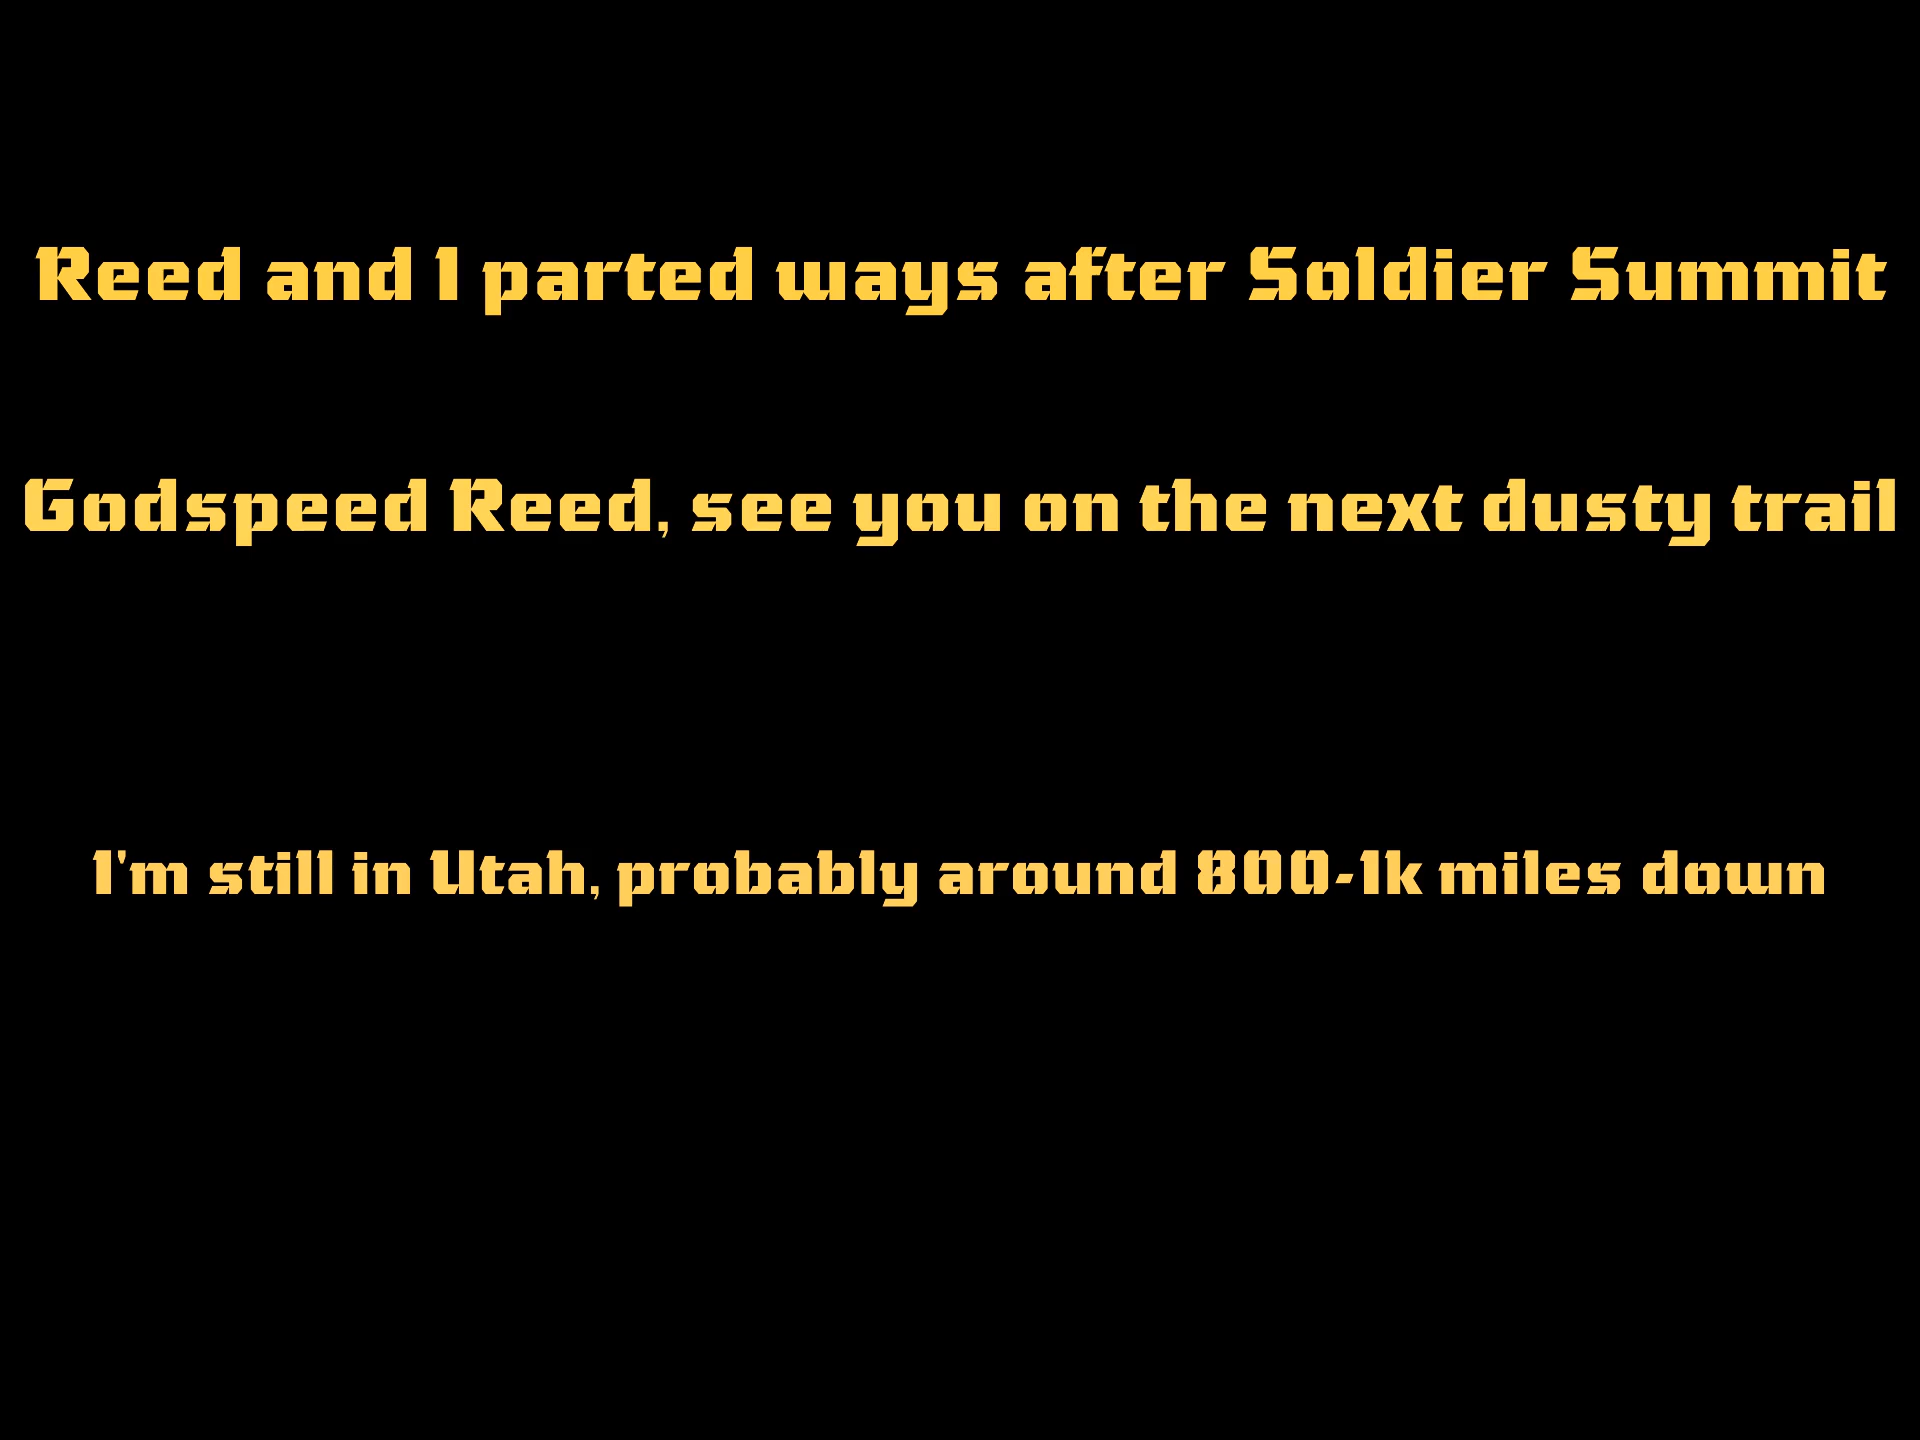 Reed and I parted ways after Soldier Summit
Godspeed Reed, see you on the next dusty trail
I'm still in Utah, probably around 800-1k miles down